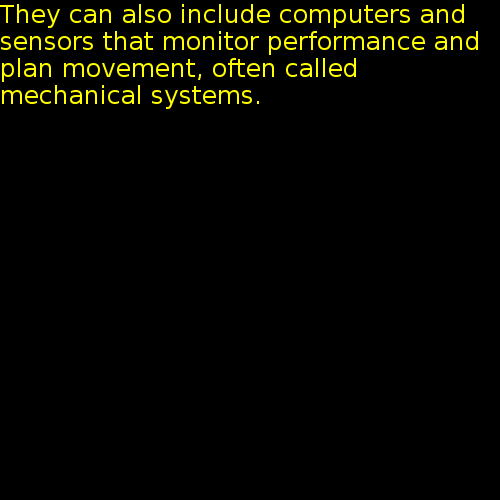 They can also include computers and
sensors that monitor performance and
plan movement, often called
mechanical systems.